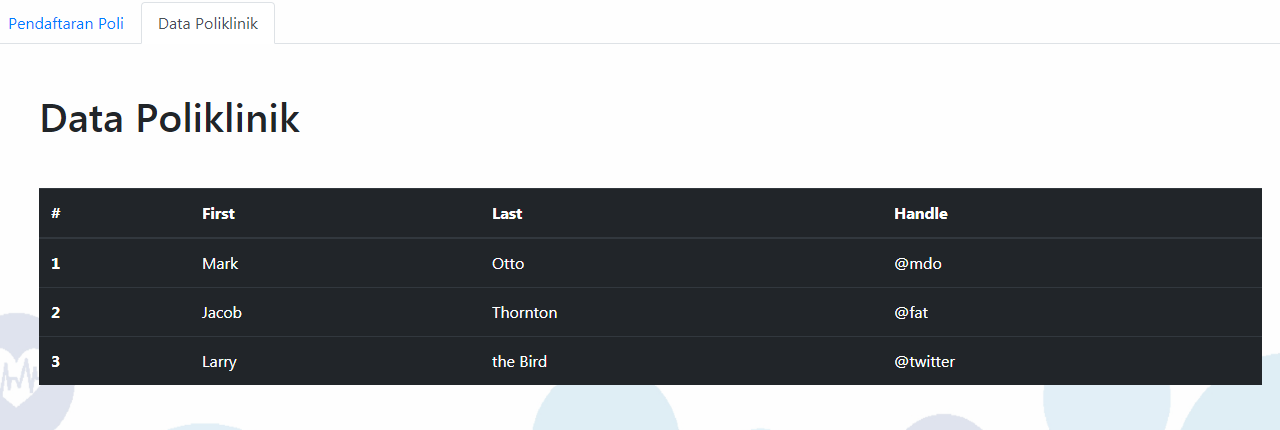 Pendaftaran Poli Data Poliklinik
Data Poliklinik
# First Last Handle
1 Mark Otto @mdo
2 Jacob Thornton @fat
3 Larry the Bird @twitter